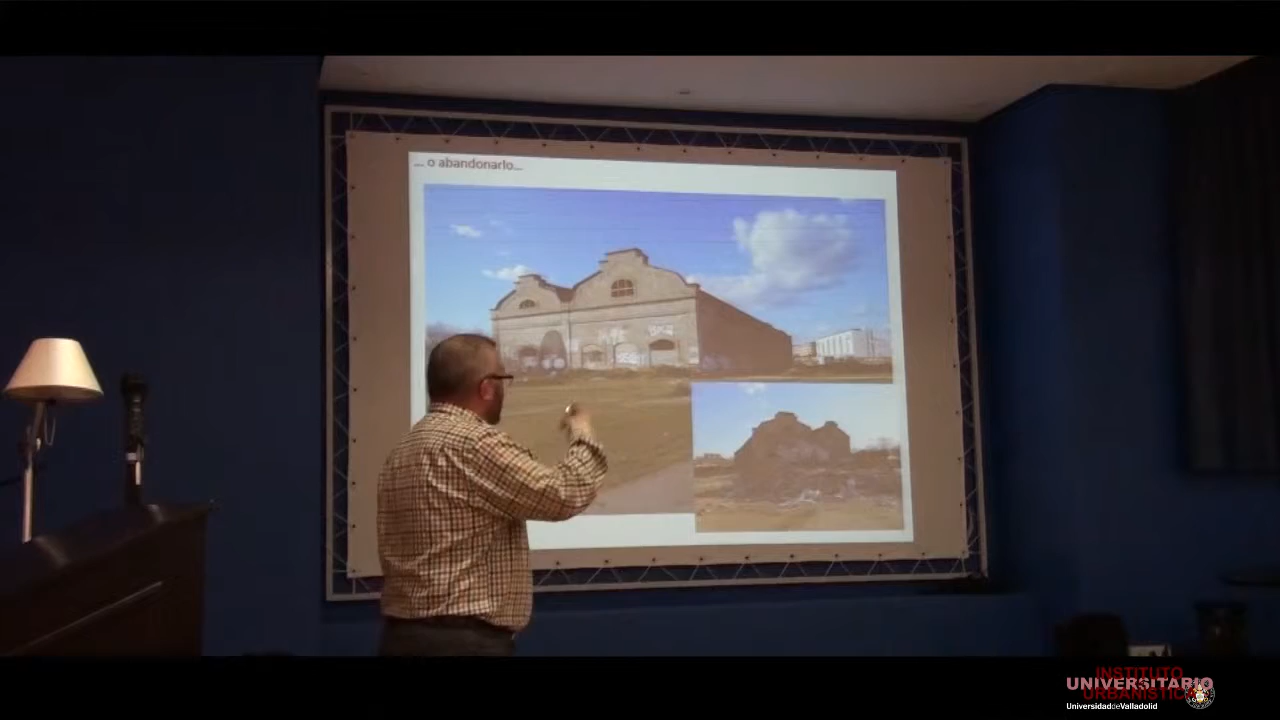 ... o abandonarlo...
INSTITUTO
UNIVERSITARIO
URBANÍSTICA
UniversidaddeValladolid